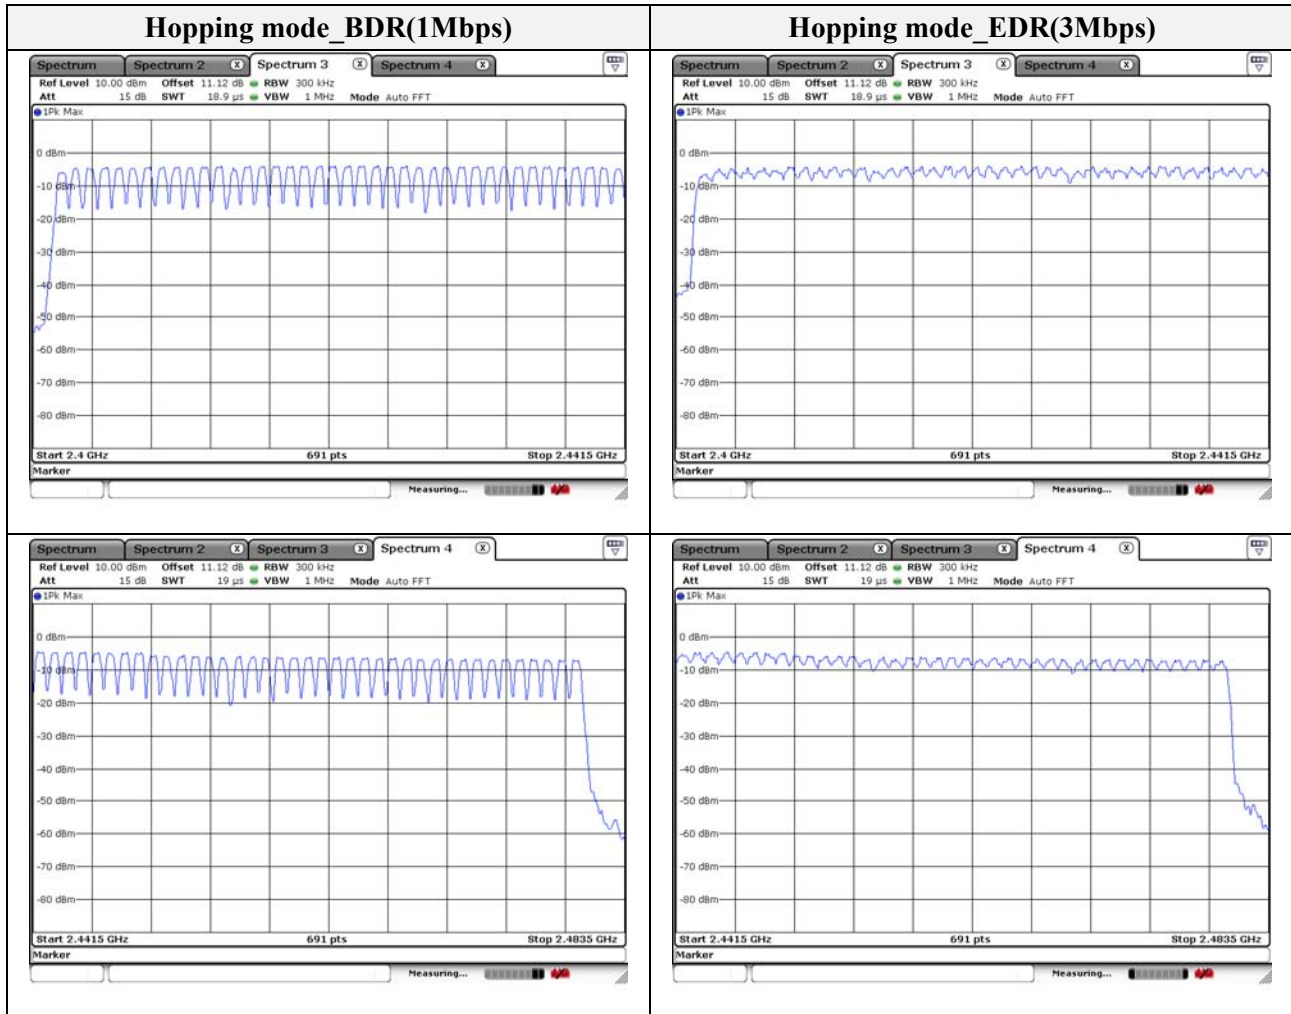 Hopping mode_BDR(1Mbps)
Hopping mode_EDR(3Mbps)
Spectrum Spectrum 2 X Spectrum 3 X Spectrum 4 X
Ref Level 10.00 dBm Offset 11.12 dB RBW 300 kHz
Att 15 dB SWT 18.9 µs VBW 1 MHz Mode Auto FFT
1Pk Max
0 dBm
-10 dBm
-20 dBm
-30 dBm
-40 dBm
-50 dBm
-60 dBm
-70 dBm
-80 dBm
Start 2.4 GHz 691 pts Stop 2.4415 GHz
Marker
Measuring...
Spectrum Spectrum 2 X Spectrum 3 X Spectrum 4 X
Ref Level 10.00 dBm Offset 11.12 dB RBW 300 kHz
Att 15 dB SWT 18.9 µs VBW 1 MHz Mode Auto FFT
1Pk Max
0 dBm
-10 dBm
-20 dBm
-30 dBm
-40 dBm
-50 dBm
-60 dBm
-70 dBm
-80 dBm
Start 2.4 GHz 691 pts Stop 2.4415 GHz
Marker
Measuring...
Spectrum Spectrum 2 X Spectrum 3 X Spectrum 4 X
Ref Level 10.00 dBm Offset 11.12 dB RBW 300 kHz
Att 15 dB SWT 19 µs VBW 1 MHz Mode Auto FFT
1Pk Max
0 dBm
-10 dBm
-20 dBm
-30 dBm
-40 dBm
-50 dBm
-60 dBm
-70 dBm
-80 dBm
Start 2.4415 GHz 691 pts Stop 2.4835 GHz
Marker
Measuring...
Spectrum Spectrum 2 X Spectrum 3 X Spectrum 4 X
Ref Level 10.00 dBm Offset 11.12 dB RBW 300 kHz
Att 15 dB SWT 19 µs VBW 1 MHz Mode Auto FFT
1Pk Max
0 dBm
-10 dBm
-20 dBm
-30 dBm
-40 dBm
-50 dBm
-60 dBm
-70 dBm
-80 dBm
Start 2.4415 GHz 691 pts Stop 2.4835 GHz
Marker
Measuring...